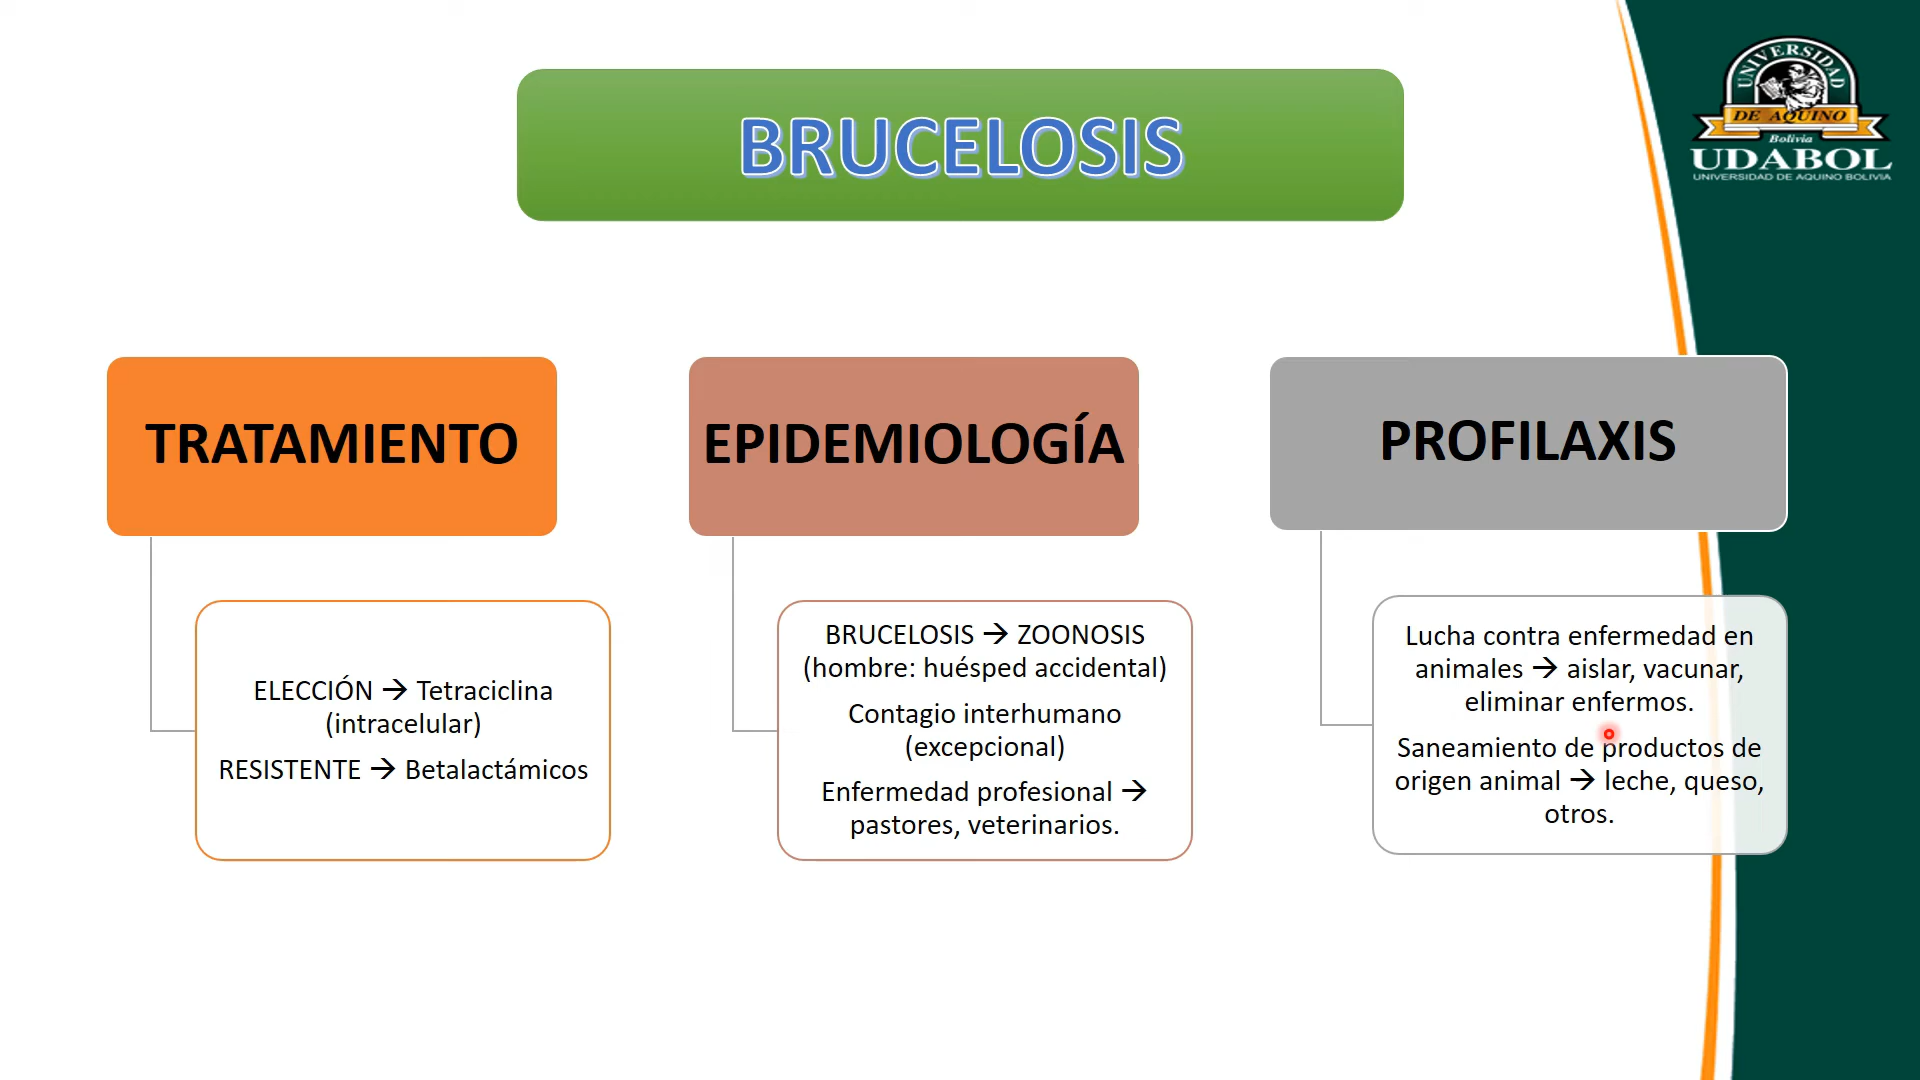 BRUCELOSIS
UNIVERSIDAD
DE AQUINO
Bolivia
UDABOL
UNIVERSIDAD DE AQUINO BOLIVIA
TRATAMIENTO
ELECCIÓN → Tetraciclina
(intracelular)
RESISTENTE → Betalactámicos
EPIDEMIOLOGÍA
BRUCELOSIS → ZOONOSIS
(hombre: huésped accidental)
Contagio interhumano
(excepcional)
Enfermedad profesional →
pastores, veterinarios.
PROFILAXIS
Lucha contra enfermedad en
animales → aislar, vacunar,
eliminar enfermos.
Saneamiento de productos de
origen animal → leche, queso,
otros.